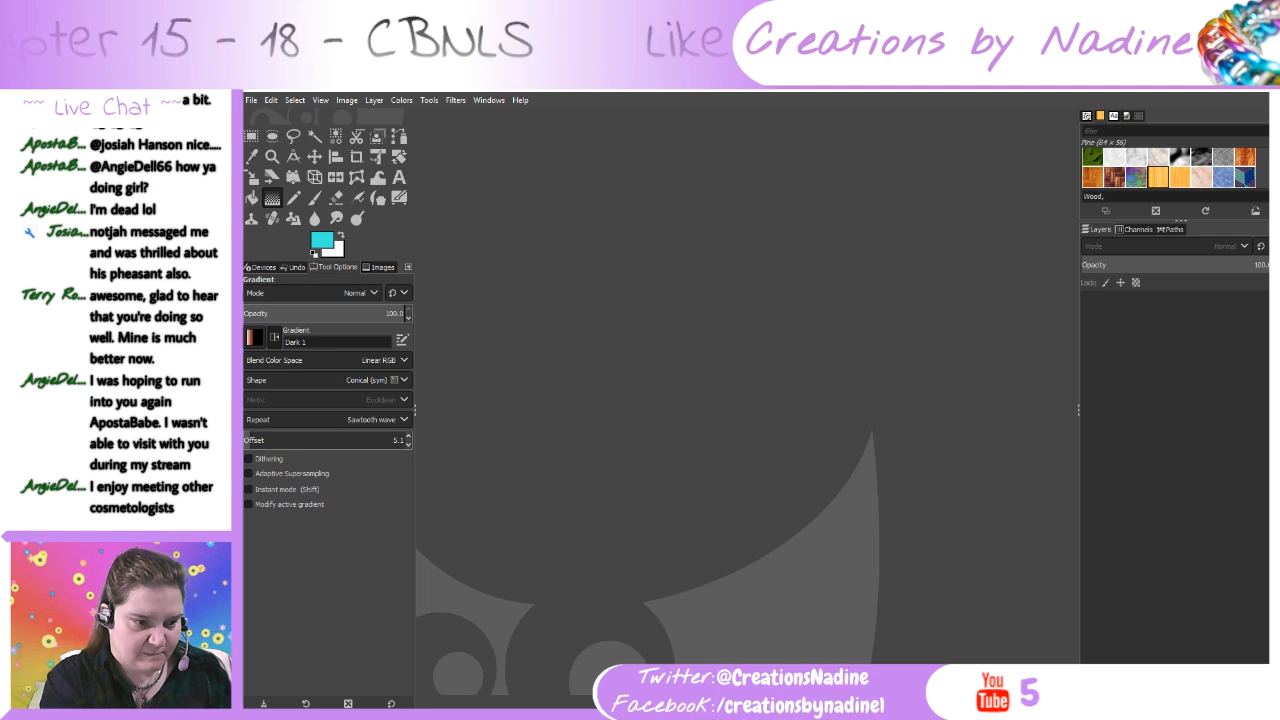 pter 15 - 18 - CBNLS Like
Creations by Nadine
~~ Live Chat ~~
a bit.
ApostaB... @josiah Hanson nice....
ApostaB... @AngieDell66 how ya
doing girl?
AngieDel... I'm dead lol
Josia... notjah messaged me
and was thrilled about
his pheasant also.
Terry Ro... awesome, glad to hear
that you're doing so
well. Mine is much
better now.
AngieDel... I was hoping to run
into you again
ApostaBabe. I wasn't
able to visit with you
during my stream
AngieDel... I enjoy meeting other
cosmetologists
File Edit Select View Image Layer Colors Tools Filters Windows Help
Devices Undo Tool Options Images
Gradient
Mode Normal
Opacity 100.0
Gradient
Dark 1
Blend Color Space Linear RGB
Shape Conical (sym)
Metric Euclidean
Repeat Sawtooth wave
Offset 5.1
Dithering
Adaptive Supersampling
Instant mode (Shift)
Modify active gradient
filter
Pine (64 × 56)
Wood,
Layers Channels Paths
Mode Normal
Opacity 100.
Lock:
Twitter:@CreationsNadine
Facebook:/creationsbynadine1
You
Tube 5